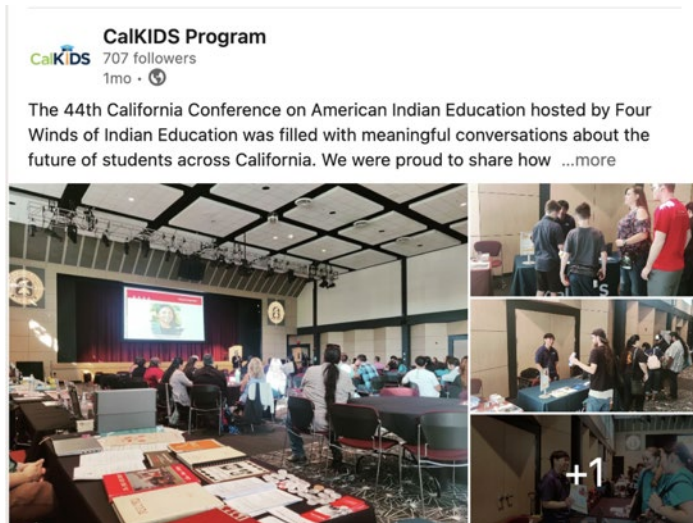 CalKIDS
CalKIDS Program
707 followers
1mo •
The 44th California Conference on American Indian Education hosted by Four
Winds of Indian Education was filled with meaningful conversations about the
future of students across California. We were proud to share how ...more
+1